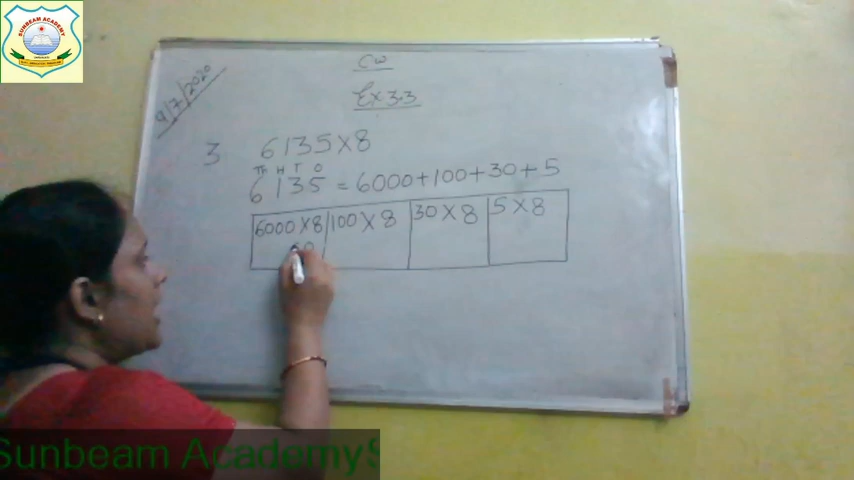 SUNBEAM ACADEMY
9/7/2020
CW
Ex 3.3
3 6135 X 8
Th H T O
6135 = 6000+100+30+5
6000 X 8 100 X 8 30 X 8 5 X 8
Sunbeam AcademyS